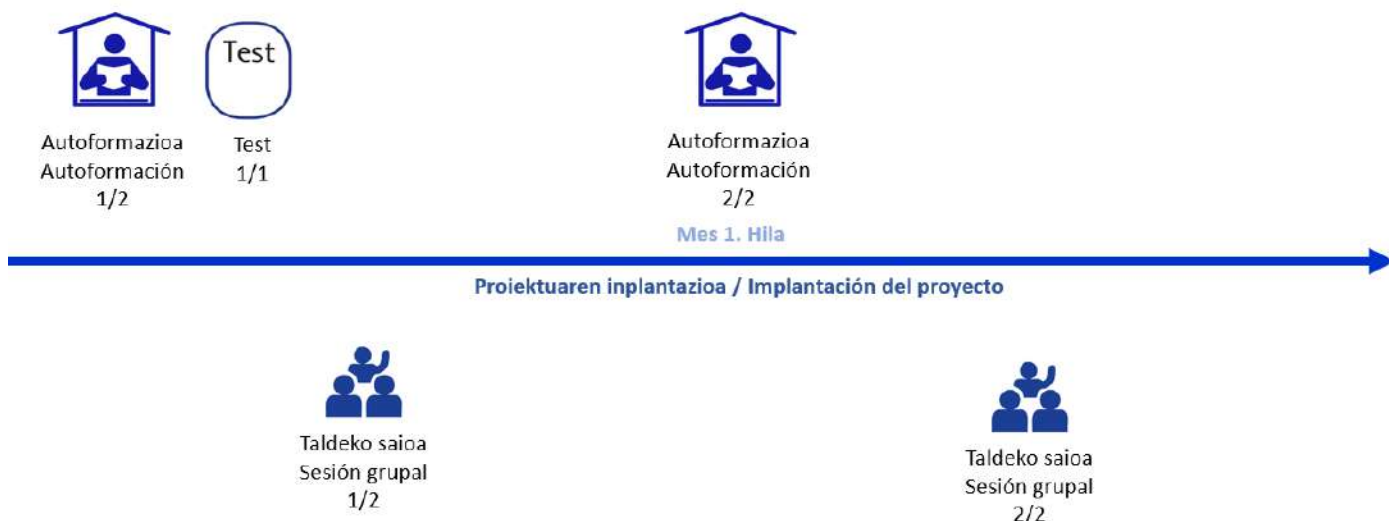 Test
Autoformazioa
Autoformación
1/2
Test
1/1
Autoformazioa
Autoformación
2/2
Mes 1. Hila
Proiektuaren inplantazioa / Implantación del proyecto
Taldeko saioa
Sesión grupal
1/2
Taldeko saioa
Sesión grupal
2/2